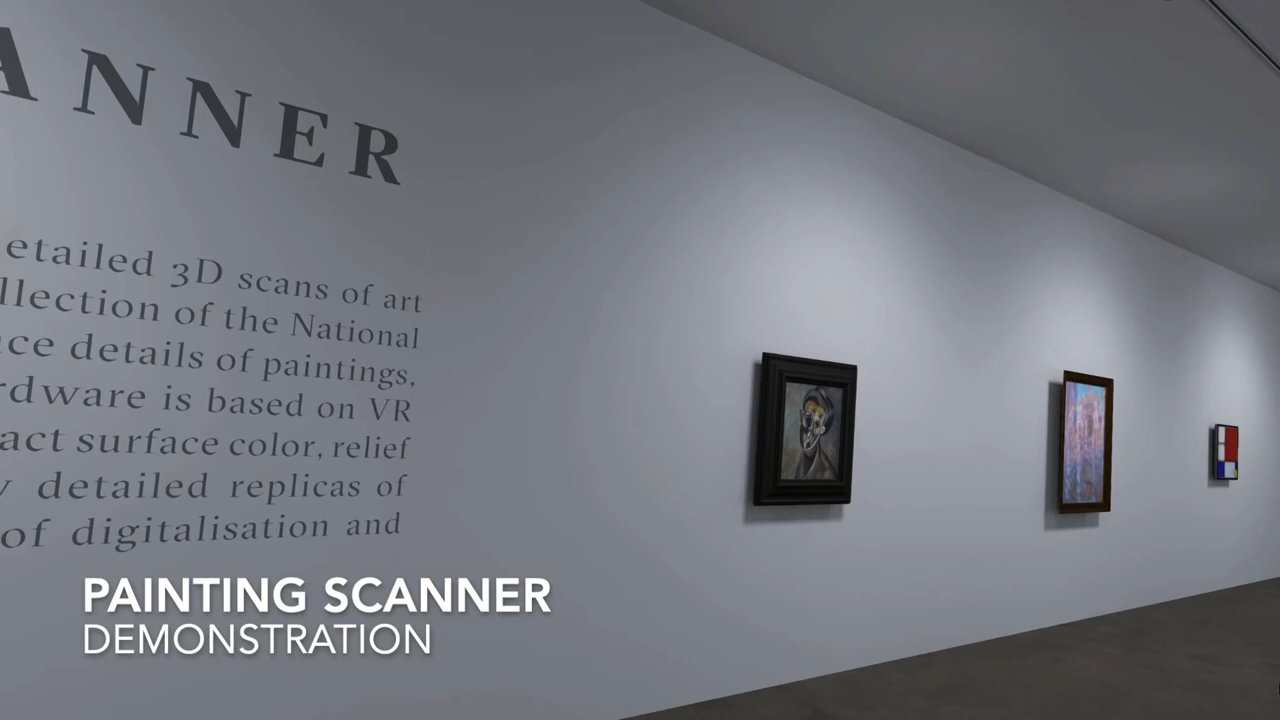 ANNER
etailed 3D scans of art
llection of the National
ce details of paintings,
rdware is based on VR
act surface color, relief
detailed replicas of
of digitalisation and
PAINTING SCANNER
DEMONSTRATION